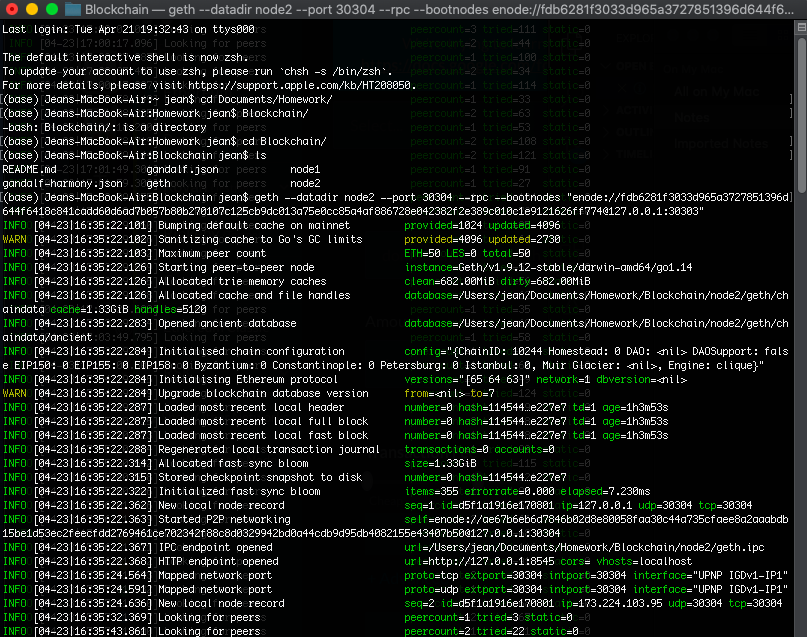 Blockchain — geth --datadir node2 --port 30304 --rpc --bootnodes enode://fdb6281f3033d965a3727851396d644f6...
Last login: Tue Apr 21 19:32:43 on ttys000

The default interactive shell is now zsh.
To update your account to use zsh, please run `chsh -s /bin/zsh`.
For more details, please visit https://support.apple.com/kb/HT208050.
[(base) Jeans-MacBook-Air:~ jean$ cd Documents/Homework/ ]
[(base) Jeans-MacBook-Air:Homework jean$ Blockchain/ ]
-bash: Blockchain/: is a directory
[(base) Jeans-MacBook-Air:Homework jean$ cd Blockchain/ ]
[(base) Jeans-MacBook-Air:Blockchain jean$ ls ]
README.md gandalf.json node1
gandalf-harmony.json geth node2
[(base) Jeans-MacBook-Air:Blockchain jean$ geth --datadir node2 --port 30304 --rpc --bootnodes "enode://fdb6281f3033d965a3727851396d]
644f6418c841cadd60d6ad7b057b80b270107c125cb9dc013a75e0cc85a4af886728e042382f2e389c010c1e9121626ff7740127.0.0.1:30303"
INFO [04-23|16:35:22.101] Bumping default cache on mainnet provided=1024 updated=4096
WARN [04-23|16:35:22.102] Sanitizing cache to Go's GC limits provided=4096 updated=2730
INFO [04-23|16:35:22.103] Maximum peer count ETH=50 LES=0 total=50
INFO [04-23|16:35:22.126] Starting peer-to-peer node instance=Geth/v1.9.12-stable/darwin-amd64/go1.14
INFO [04-23|16:35:22.126] Allocated trie memory caches clean=682.00MiB dirty=682.00MiB
INFO [04-23|16:35:22.126] Allocated cache and file handles database=/Users/jean/Documents/Homework/Blockchain/node2/geth/ch
aindata cache=1.33GiB handles=5120
INFO [04-23|16:35:22.283] Opened ancient database database=/Users/jean/Documents/Homework/Blockchain/node2/geth/ch
aindata/ancient
INFO [04-23|16:35:22.284] Initialised chain configuration config="{ChainID: 10244 Homestead: 0 DAO: <nil> DAOSupport: fals
e EIP150: 0 EIP155: 0 EIP158: 0 Byzantium: 0 Constantinople: 0 Petersburg: 0 Istanbul: 0, Muir Glacier: <nil>, Engine: clique}"
INFO [04-23|16:35:22.284] Initialising Ethereum protocol versions="[65 64 63]" network=1 dbversion=<nil>
WARN [04-23|16:35:22.284] Upgrade blockchain database version from=<nil> to=7
INFO [04-23|16:35:22.287] Loaded most recent local header number=0 hash=114544…e227e7 td=1 age=1h3m53s
INFO [04-23|16:35:22.287] Loaded most recent local full block number=0 hash=114544…e227e7 td=1 age=1h3m53s
INFO [04-23|16:35:22.287] Loaded most recent local fast block number=0 hash=114544…e227e7 td=1 age=1h3m53s
INFO [04-23|16:35:22.288] Regenerated local transaction journal transactions=0 accounts=0
INFO [04-23|16:35:22.314] Allocated fast sync bloom size=1.33GiB
INFO [04-23|16:35:22.315] Stored checkpoint snapshot to disk number=0 hash=114544…e227e7
INFO [04-23|16:35:22.322] Initialized fast sync bloom items=355 errorrate=0.000 elapsed=7.230ms
INFO [04-23|16:35:22.362] New local node record seq=1 id=d5f1a1916e170801 ip=127.0.0.1 udp=30304 tcp=30304
INFO [04-23|16:35:22.363] Started P2P networking self=enode://ae67b6eb6d7846b02d8e80058faa30c44a735cfaee8a2aaabdb
15be1d53ec2feecfdd2769461ce702342f88c8d0329942bd0a44cdb9d95db4082155e43407b500127.0.0.1:30304
INFO [04-23|16:35:22.367] IPC endpoint opened url=/Users/jean/Documents/Homework/Blockchain/node2/geth.ipc
INFO [04-23|16:35:22.368] HTTP endpoint opened url=http://127.0.0.1:8545 cors= vhosts=localhost
INFO [04-23|16:35:24.564] Mapped network port proto=tcp extport=30304 intport=30304 interface="UPNP IGDv1-IP1"
INFO [04-23|16:35:24.591] Mapped network port proto=udp extport=30304 intport=30304 interface="UPNP IGDv1-IP1"
INFO [04-23|16:35:24.636] New local node record seq=2 id=d5f1a1916e170801 ip=173.224.103.95 udp=30304 tcp=30304
INFO [04-23|16:35:32.369] Looking for peers peercount=1 tried=3 static=0
INFO [04-23|16:35:43.861] Looking for peers peercount=1 tried=22 static=0